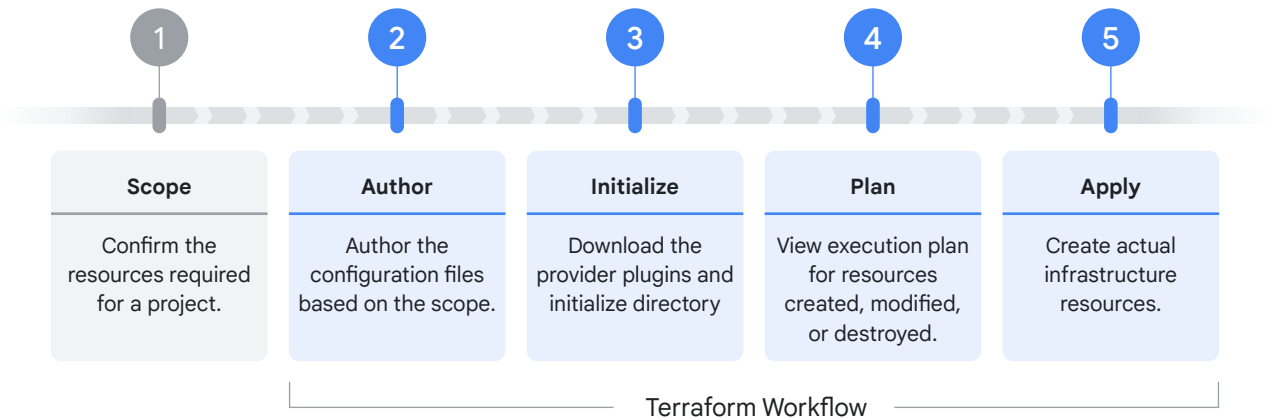 1
2
3
4
5
Scope
Confirm the
resources required
for a project.
Author
Author the
configuration files
based on the scope.
Initialize
Download the
provider plugins and
initialize directory
Plan
View execution plan
for resources
created, modified,
or destroyed.
Apply
Create actual
infrastructure
resources.
Terraform Workflow